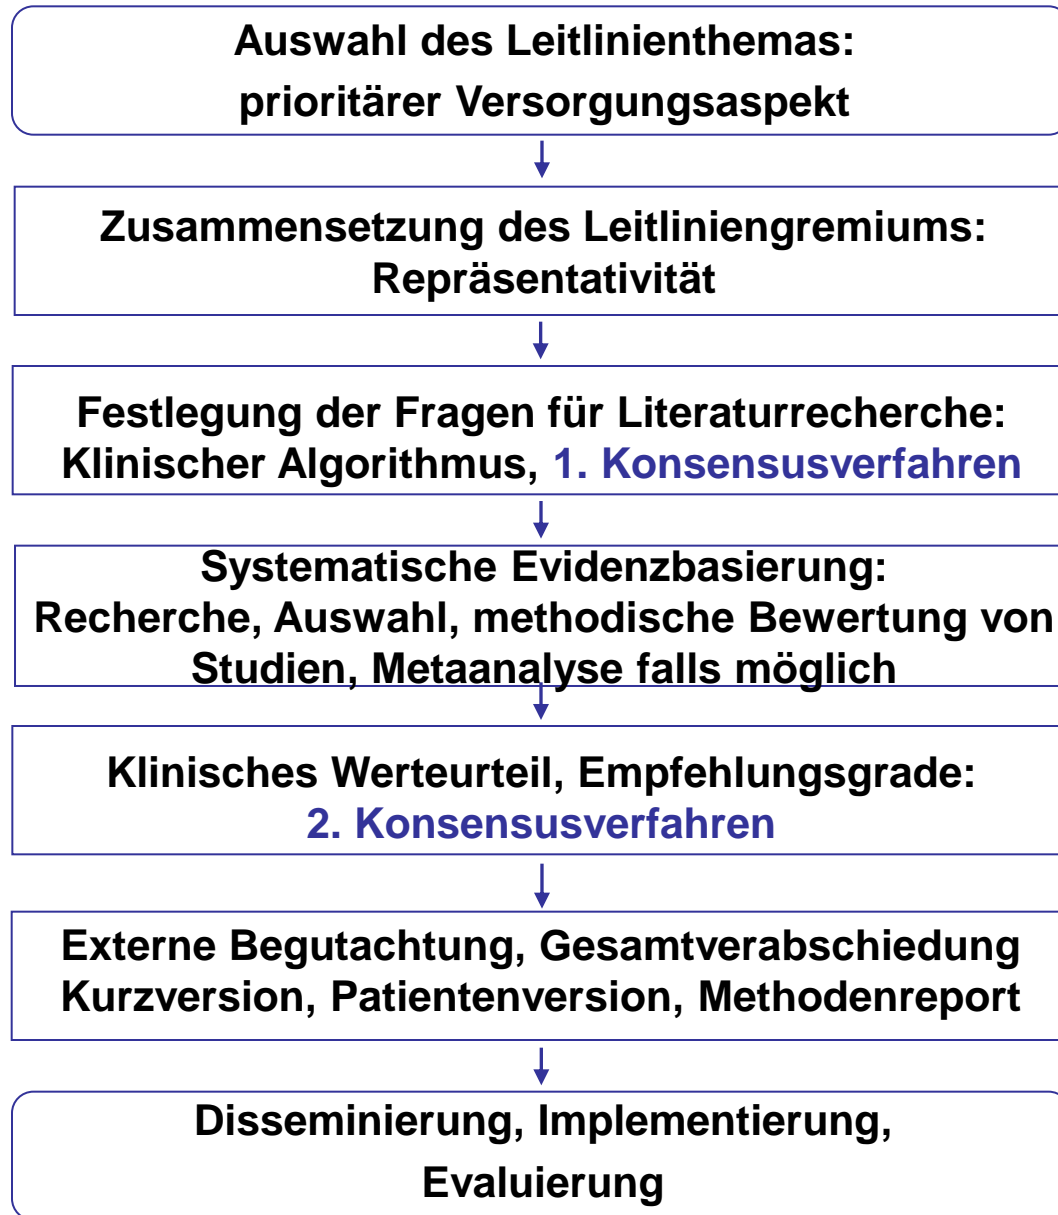 Auswahl des Leitlinienthemas:
prioritärer Versorgungsaspekt
Zusammensetzung des Leitliniengremiums:
Repräsentativität
Festlegung der Fragen für Literaturrecherche:
Klinischer Algorithmus, 1. Konsensusverfahren
Systematische Evidenzbasierung:
Recherche, Auswahl, methodische Bewertung von
Studien, Metaanalyse falls möglich
Klinisches Werteurteil, Empfehlungsgrade:
2. Konsensusverfahren
Externe Begutachtung, Gesamtverabschiedung
Kurzversion, Patientenversion, Methodenreport
Disseminierung, Implementierung,
Evaluierung